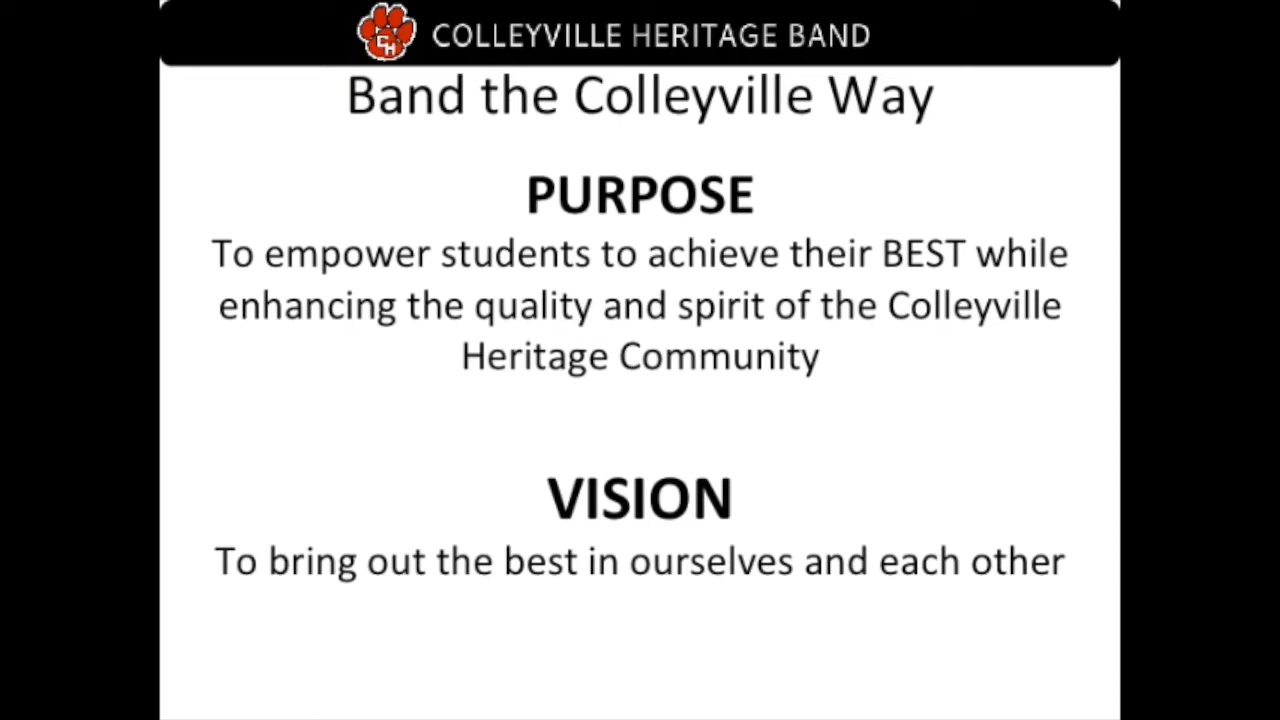 CH COLLEYVILLE HERITAGE BAND
Band the Colleyville Way
PURPOSE
To empower students to achieve their BEST while
enhancing the quality and spirit of the Colleyville
Heritage Community
VISION
To bring out the best in ourselves and each other